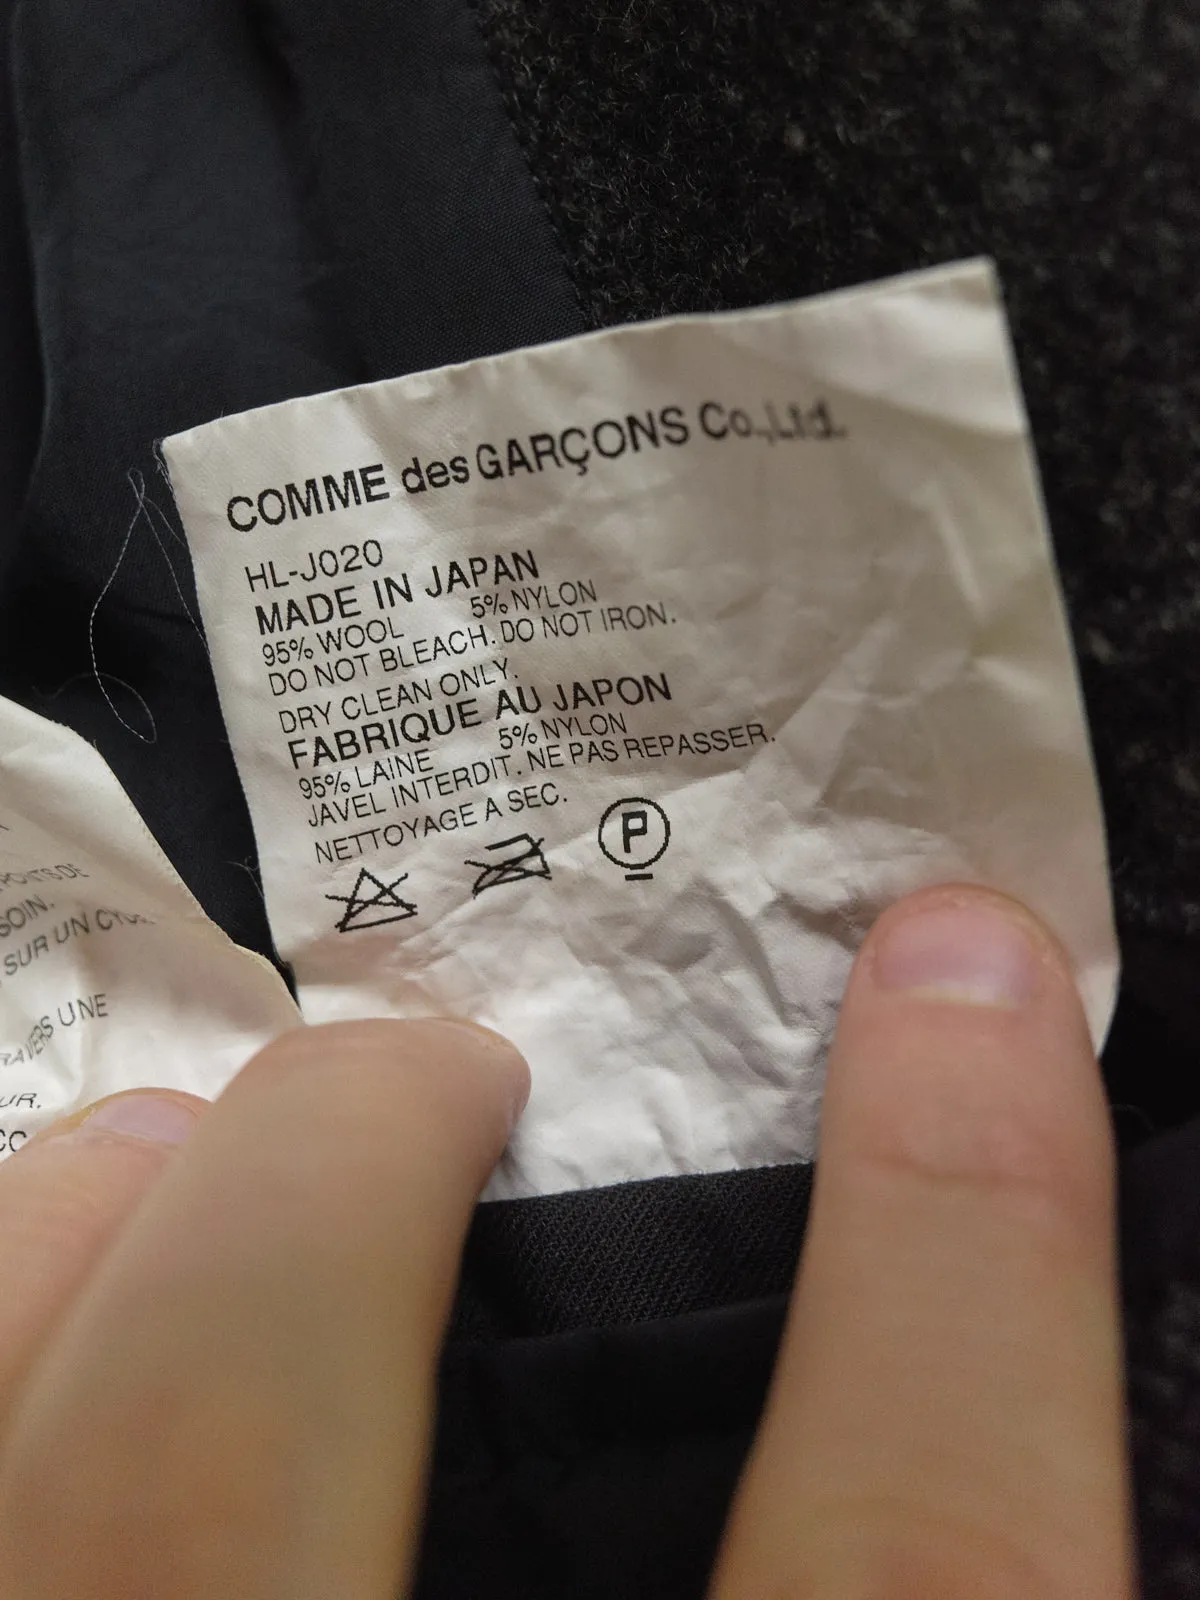 COMME des GARÇONS Co.,Ltd.
HL-J020
MADE IN JAPAN
95% WOOL 5% NYLON
DO NOT BLEACH. DO NOT IRON.
DRY CLEAN ONLY.
FABRIQUE AU JAPON
95% LAINE 5% NYLON
JAVEL INTERDIT. NE PAS REPASSER.
NETTOYAGE A SEC.
P
POINTS DE
SOIN.
SUR UN
UNE